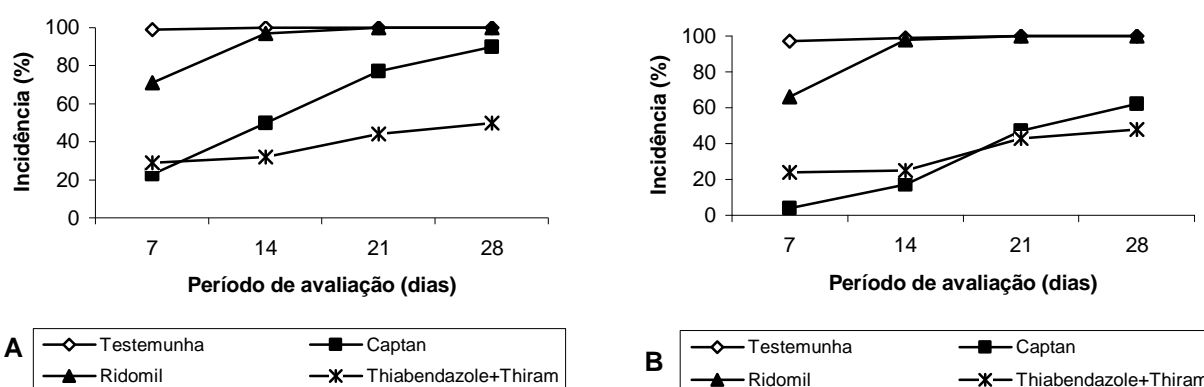 Incidência (%)
100
80
60
40
20
0
7 14 21 28
Período de avaliação (dias)
A
Testemunha Captan
Ridomil Thiabendazole+Thiram
Incidência (%)
100
80
60
40
20
0
7 14 21 28
Período de avaliação (dias)
B
Testemunha Captan
Ridomil Thiabendazole+Thiram